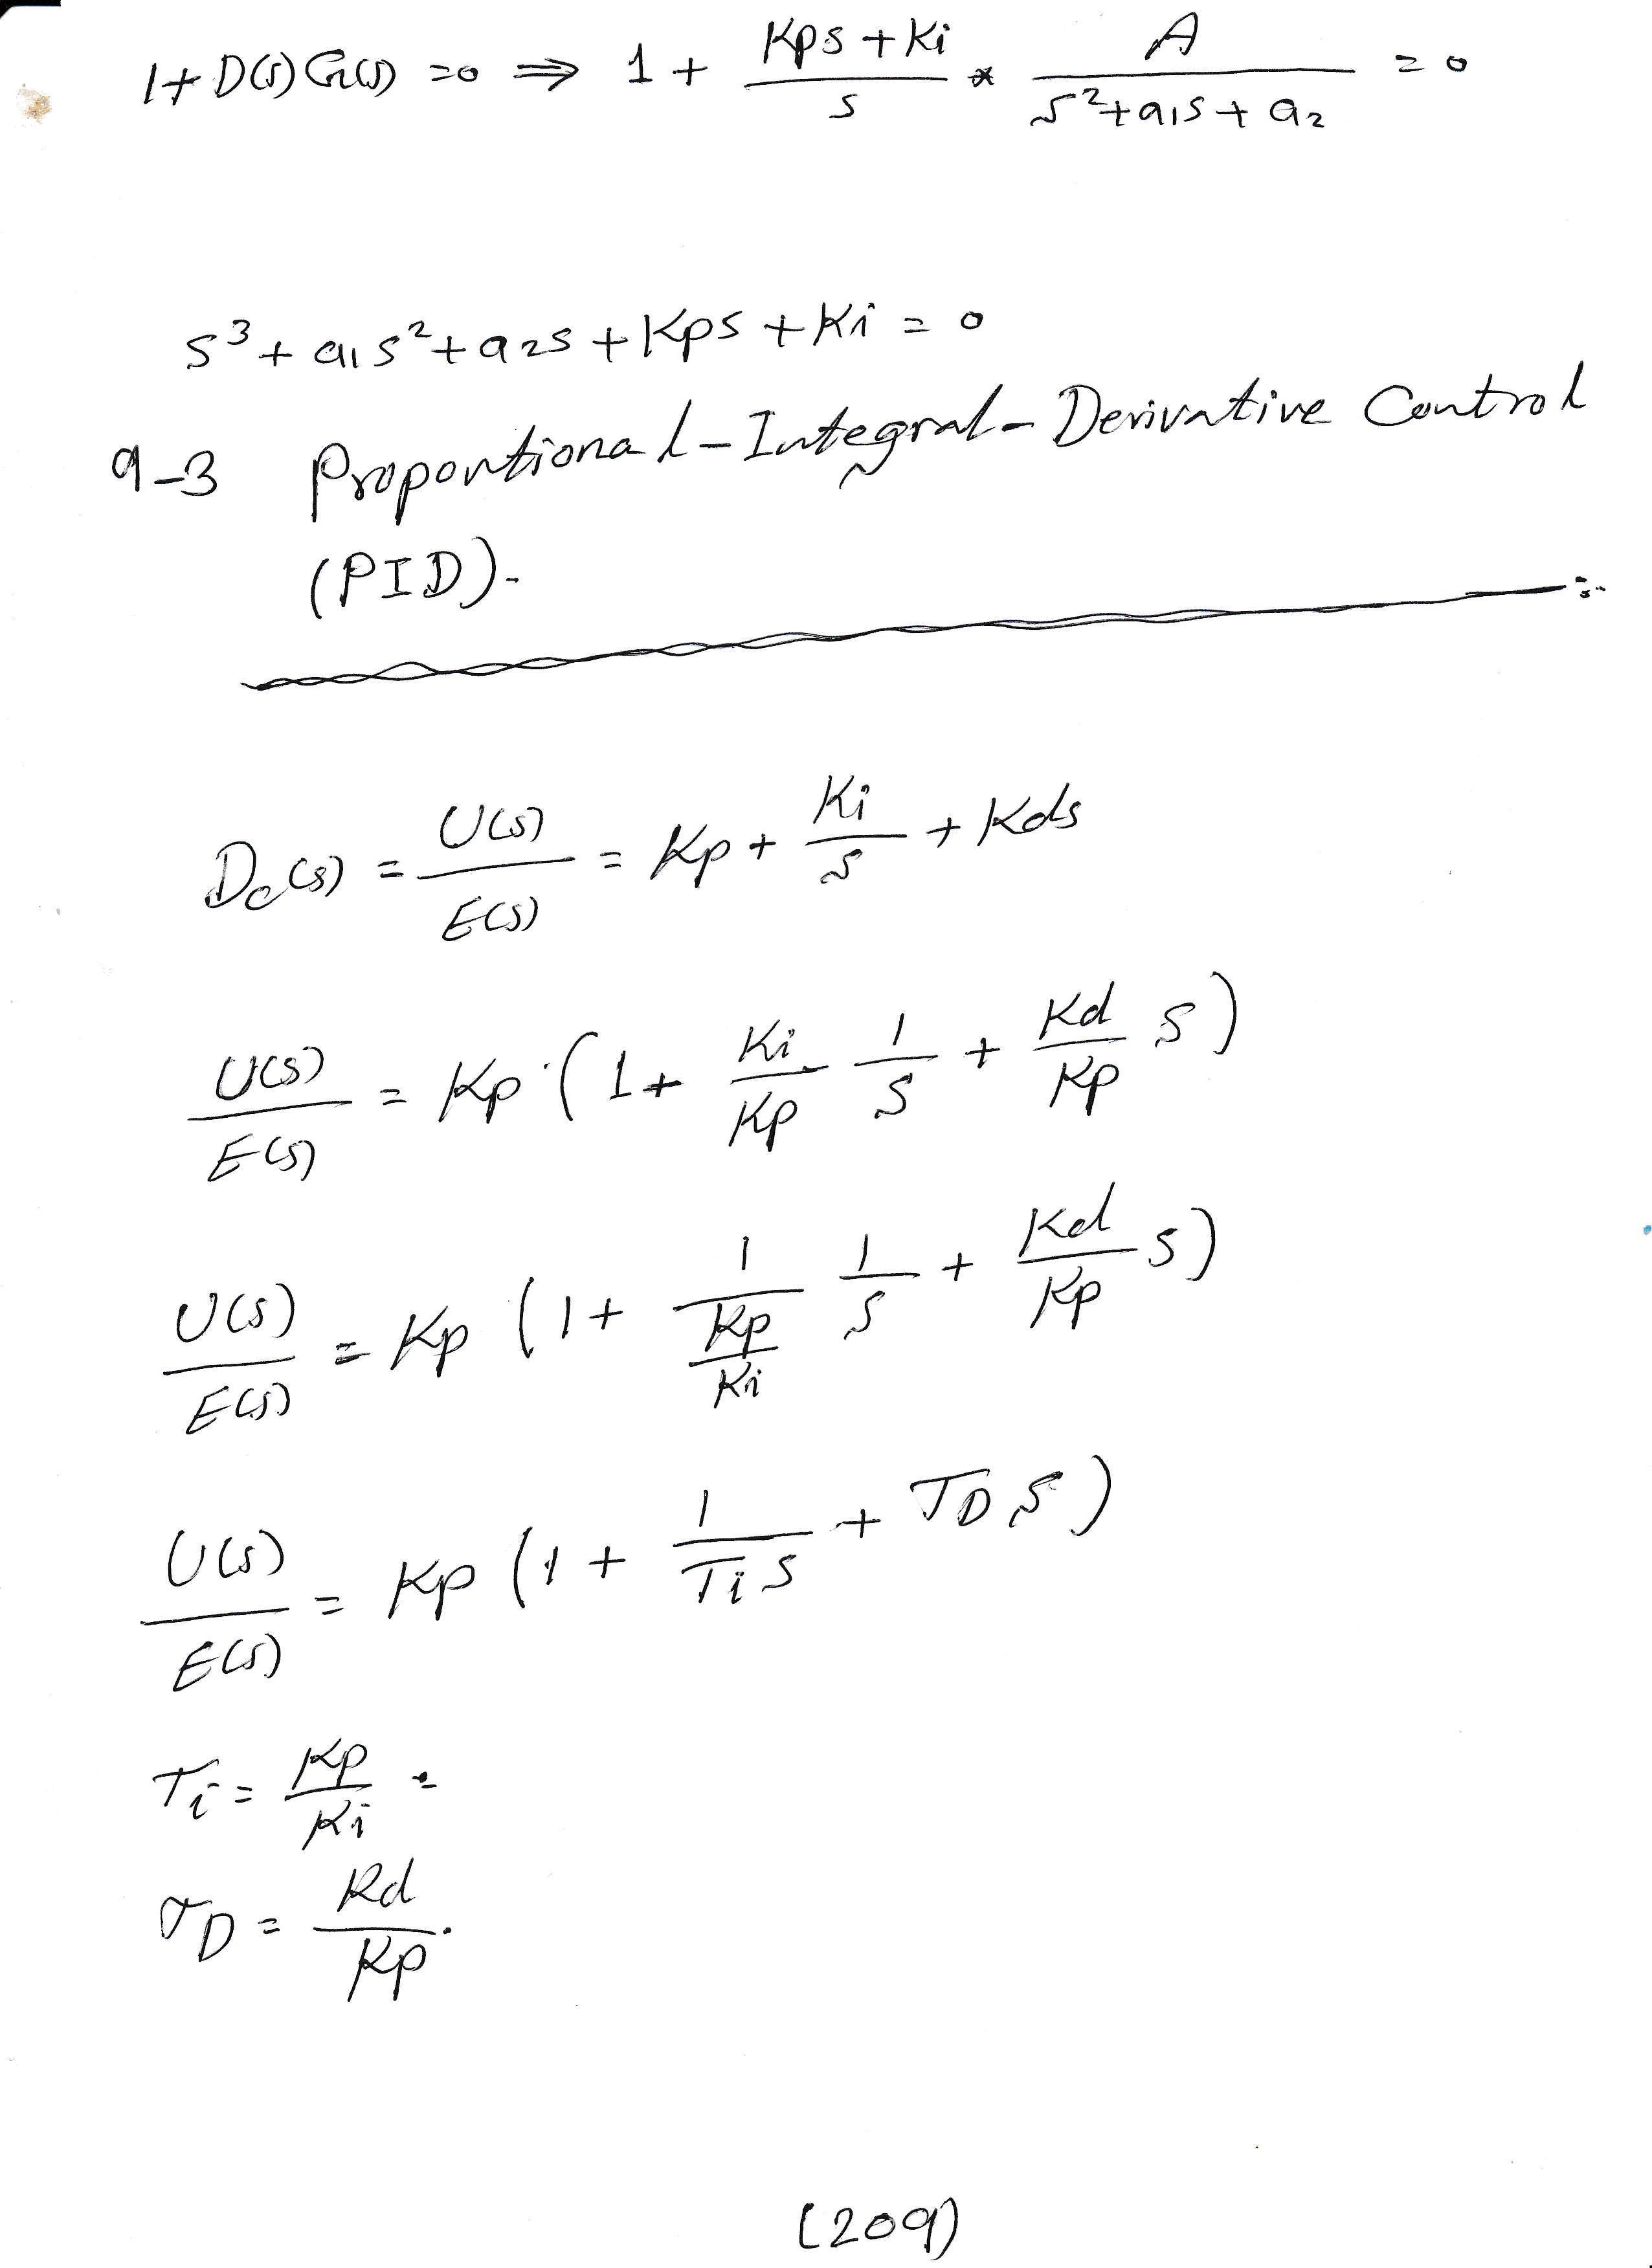 1+D(s)G(s) = 0 ⇒ 1 + (Kps + Ki)/s * A/(s²+a1s+a2) = 0
s³ + a1s² + a2s + Kps + Ki = 0
9-3 Proportional-Integral-Derivative Control
(PID).
Dc(s) = U(s)/E(s) = Kp + Ki/s + Kds
U(s)/E(s) = Kp (1 + Ki/Kp 1/s + Kd/Kp s)
U(s)/E(s) = Kp (1 + 1/(Kp/Ki) 1/s + Kd/Kp s)
U(s)/E(s) = Kp (1 + 1/(Tis) + TDs)
Ti = Kp/Ki
TD = Kd/Kp.
(209)